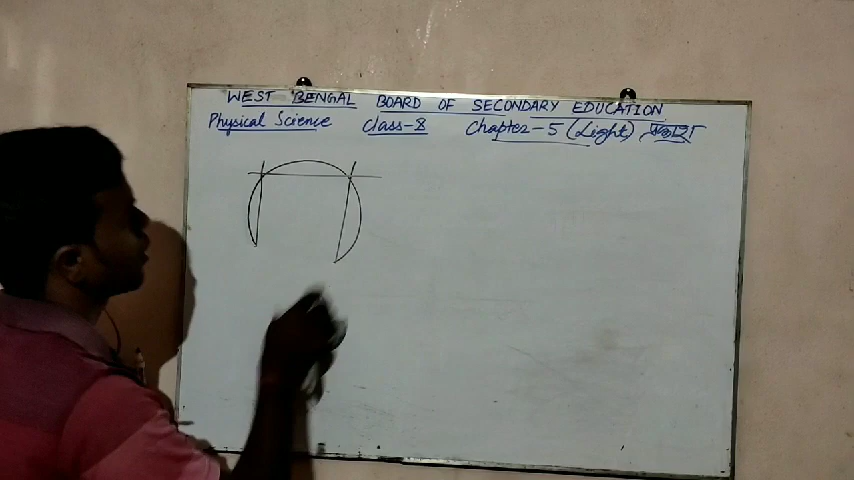 WEST BENGAL BOARD OF SECONDARY EDUCATION
Physical Science Class-8 Chapter-5 (Light)